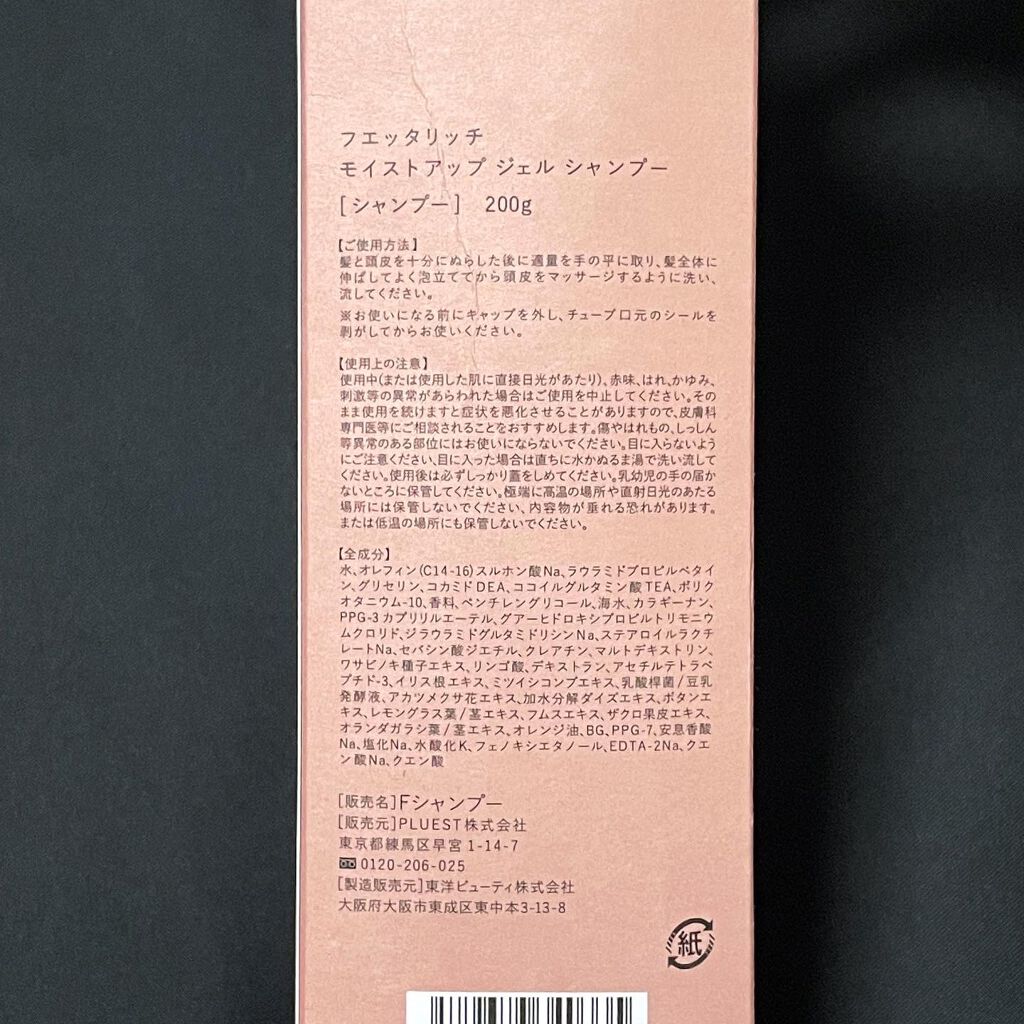 フエッタリッチ
モイストアップ ジェル シャンプー
[シャンプー] 200g
【ご使用方法】
髪と頭皮を十分にぬらした後に適量を手の平に取り、髪全体に
伸ばしてよく泡立ててから頭皮をマッサージするように洗い、
流してください。
※お使いになる前にキャップを外し、チューブ口元のシールを
剥がしてからお使いください。
【使用上の注意】
使用中(または使用した肌に直接日光があたり)、赤味、はれ、かゆみ、
刺激等の異常があらわれた場合はご使用を中止してください。その
まま使用を続けますと症状を悪化させることがありますので、皮膚科
専門医等にご相談されることをおすすめします。傷やはれもの、しっしん
等異常のある部位にはお使いにならないでください。目に入らないよう
にご注意ください、目に入った場合は直ちに水かぬるま湯で洗い流して
ください。使用後は必ずしっかり蓋をしめてください。乳幼児の手の届か
ないところに保管してください。極端に高温の場所や直射日光のあたる
場所には保管しないでください、内容物が垂れる恐れがあります。
または低温の場所にも保管しないでください。
【全成分】
水、オレフィン(C14-16)スルホン酸Na、ラウラミドプロピルベタイ
ン、グリセリン、コカミドDEA、ココイルグルタミン酸TEA、ポリク
オタニウム-10、香料、ペンチレングリコール、海水、カラギーナン、
PPG-3カプリリルエーテル、グアーヒドロキシプロピルトリモニウ
ムクロリド、ジラウラミドグルタミドリシンNa、ステアロイルラクチ
レートNa、セバシン酸ジエチル、クレアチン、マルトデキストリン、
ワサビノキ種子エキス、リンゴ酸、デキストラン、アセチルテトラペ
プチド-3、イリス根エキス、ミツイシコンブエキス、乳酸桿菌/豆乳
発酵液、アカツメクサ花エキス、加水分解ダイズエキス、ボタンエ
キス、レモングラス葉/茎エキス、フムスエキス、ザクロ果皮エキス、
オランダガラシ葉/茎エキス、オレンジ油、BG、PPG-7、安息香酸
Na、塩化Na、水酸化K、フェノキシエタノール、EDTA-2Na、クエ
ン酸Na、クエン酸
[販売名]Fシャンプー
[販売元]PLUEST株式会社
東京都練馬区早宮1-14-7
0120-206-025
[製造販売元]東洋ビューティ株式会社
大阪府大阪市東成区東中本3-13-8
紙